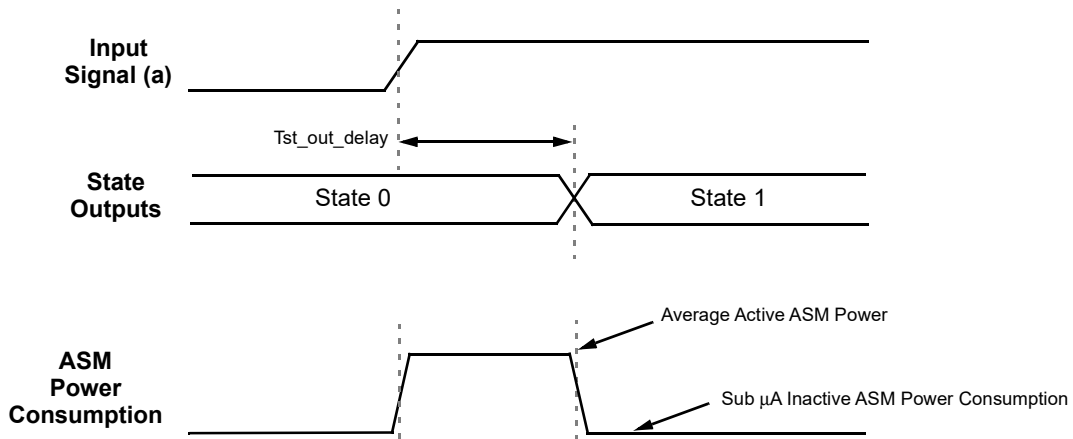 Input
Signal (a)
Tst_out_delay
State
Outputs
State 0
State 1
Average Active ASM Power
ASM
Power
Consumption
Sub μA Inactive ASM Power Consumption